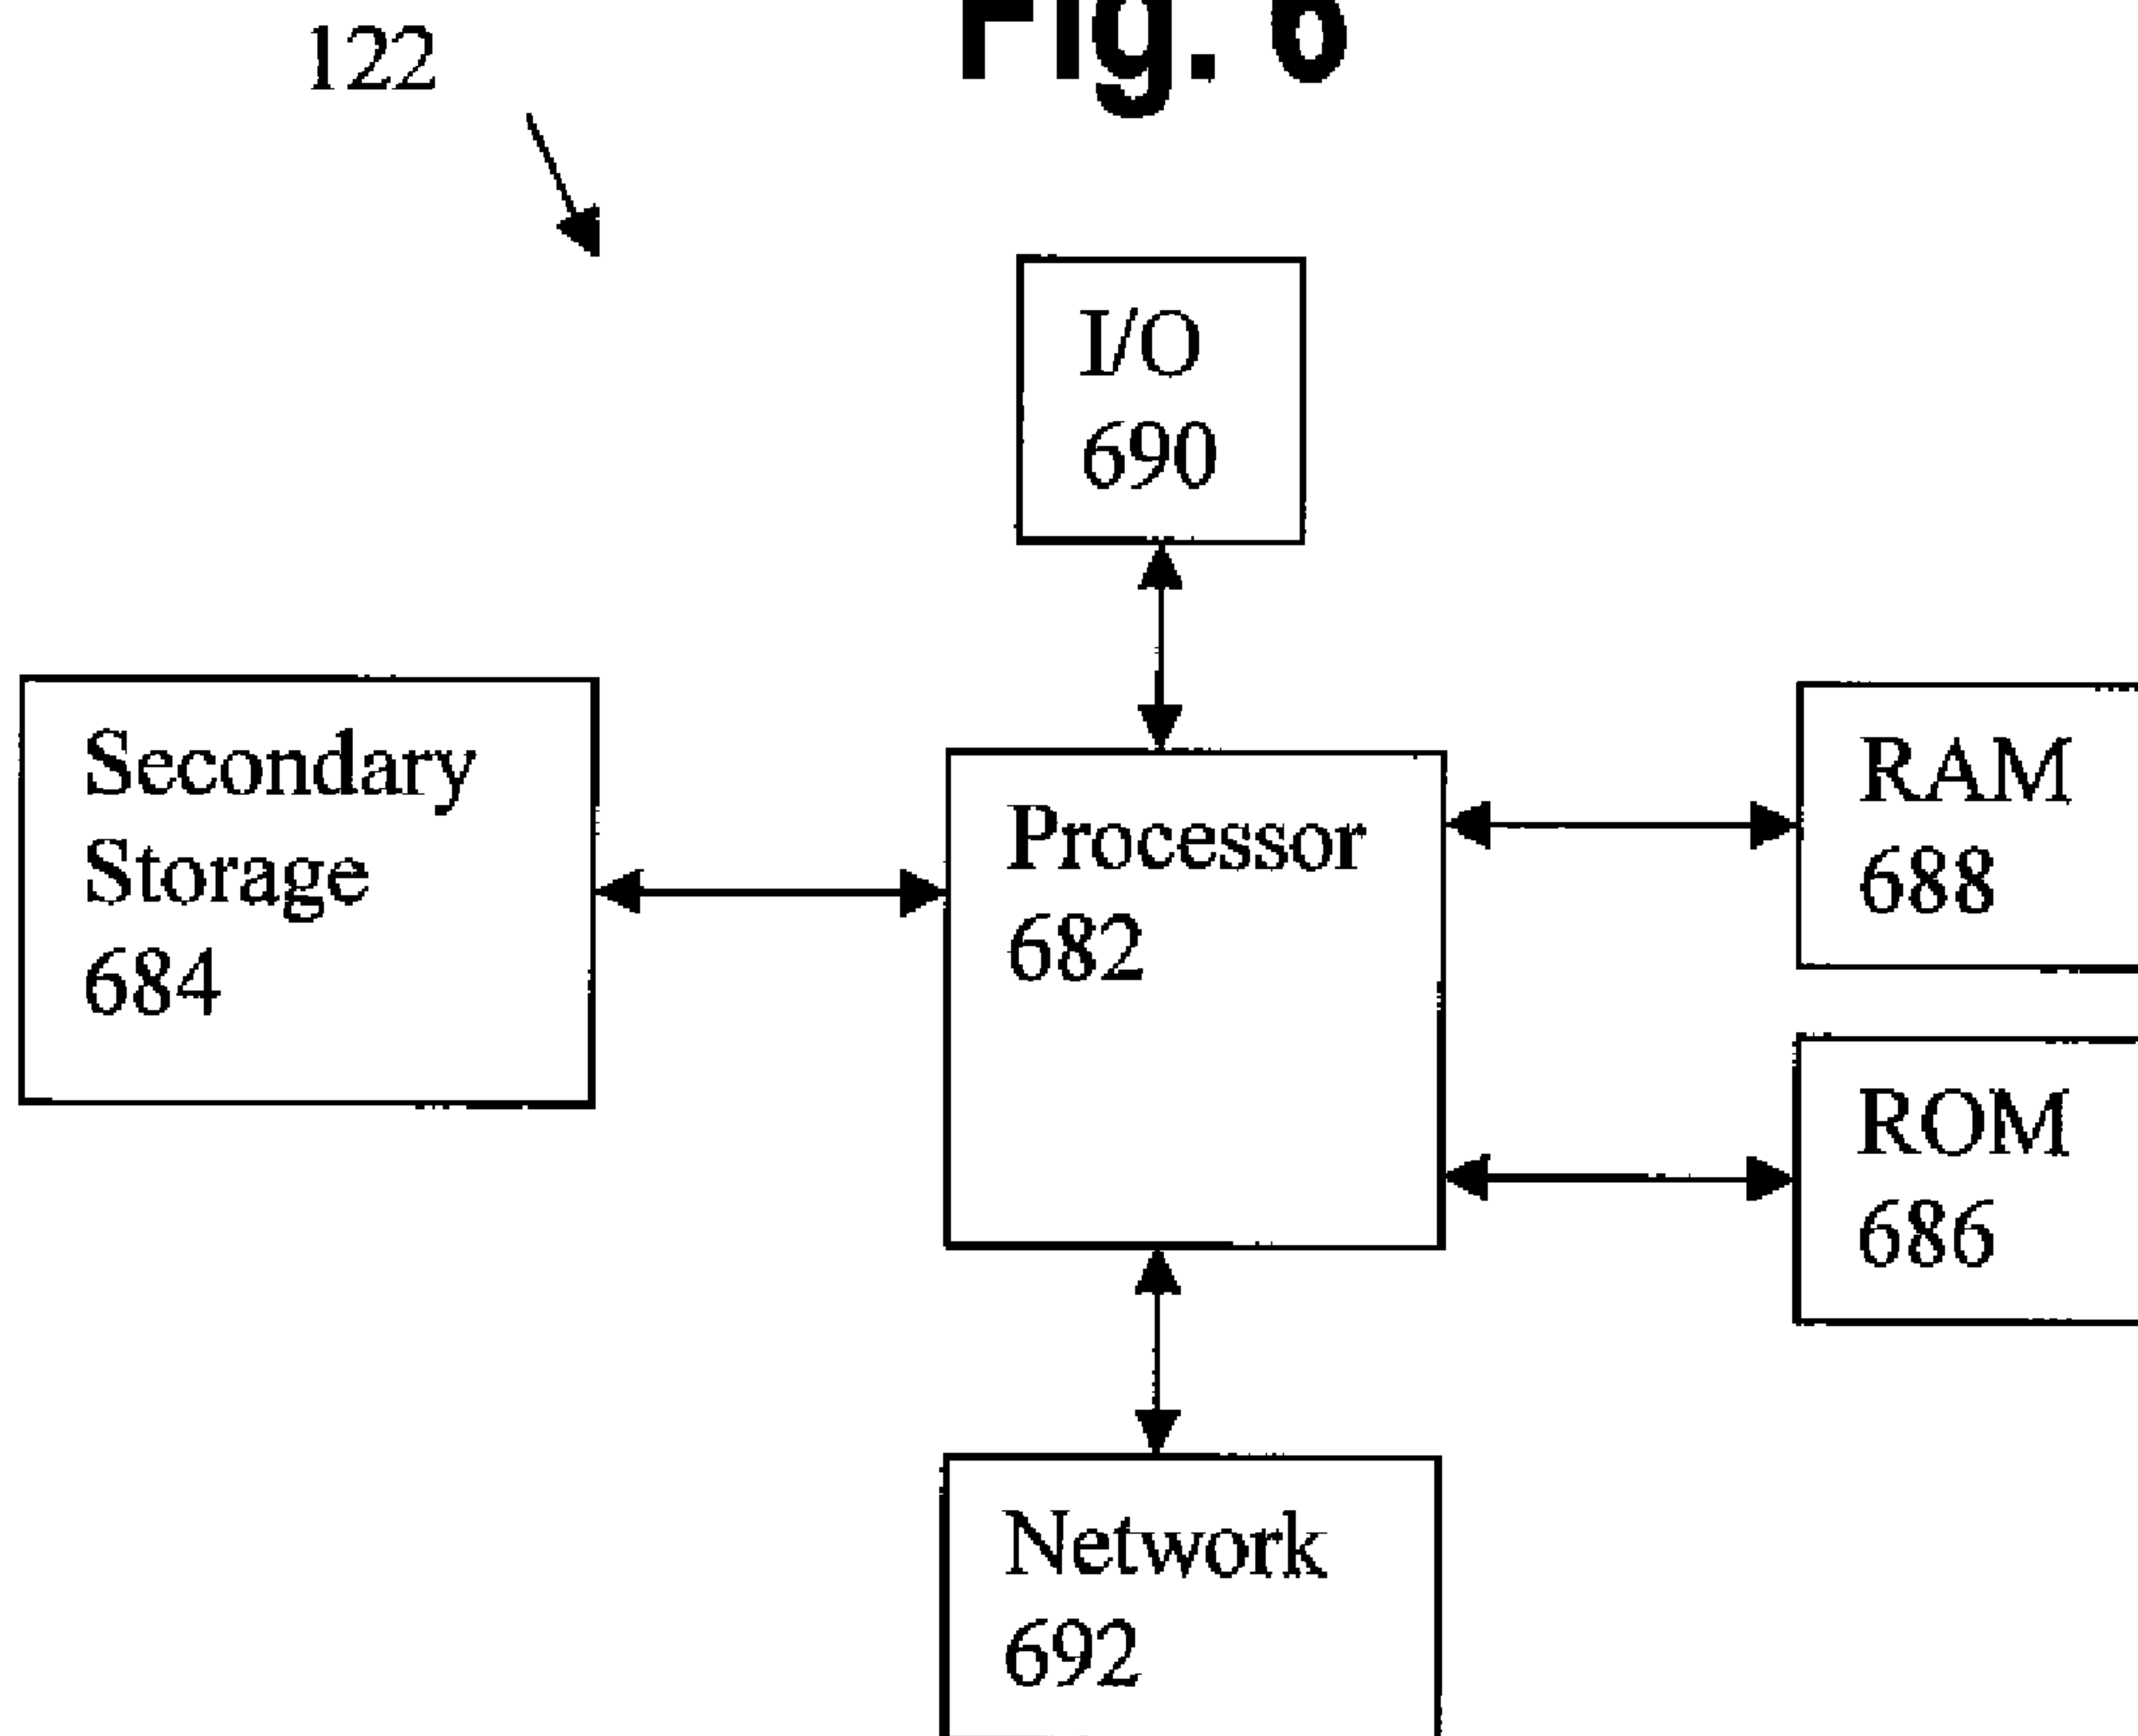 Fig. 6
122
I/O
690
Secondary
Storage
684
Processor
682
RAM
688
ROM
686
Network
692